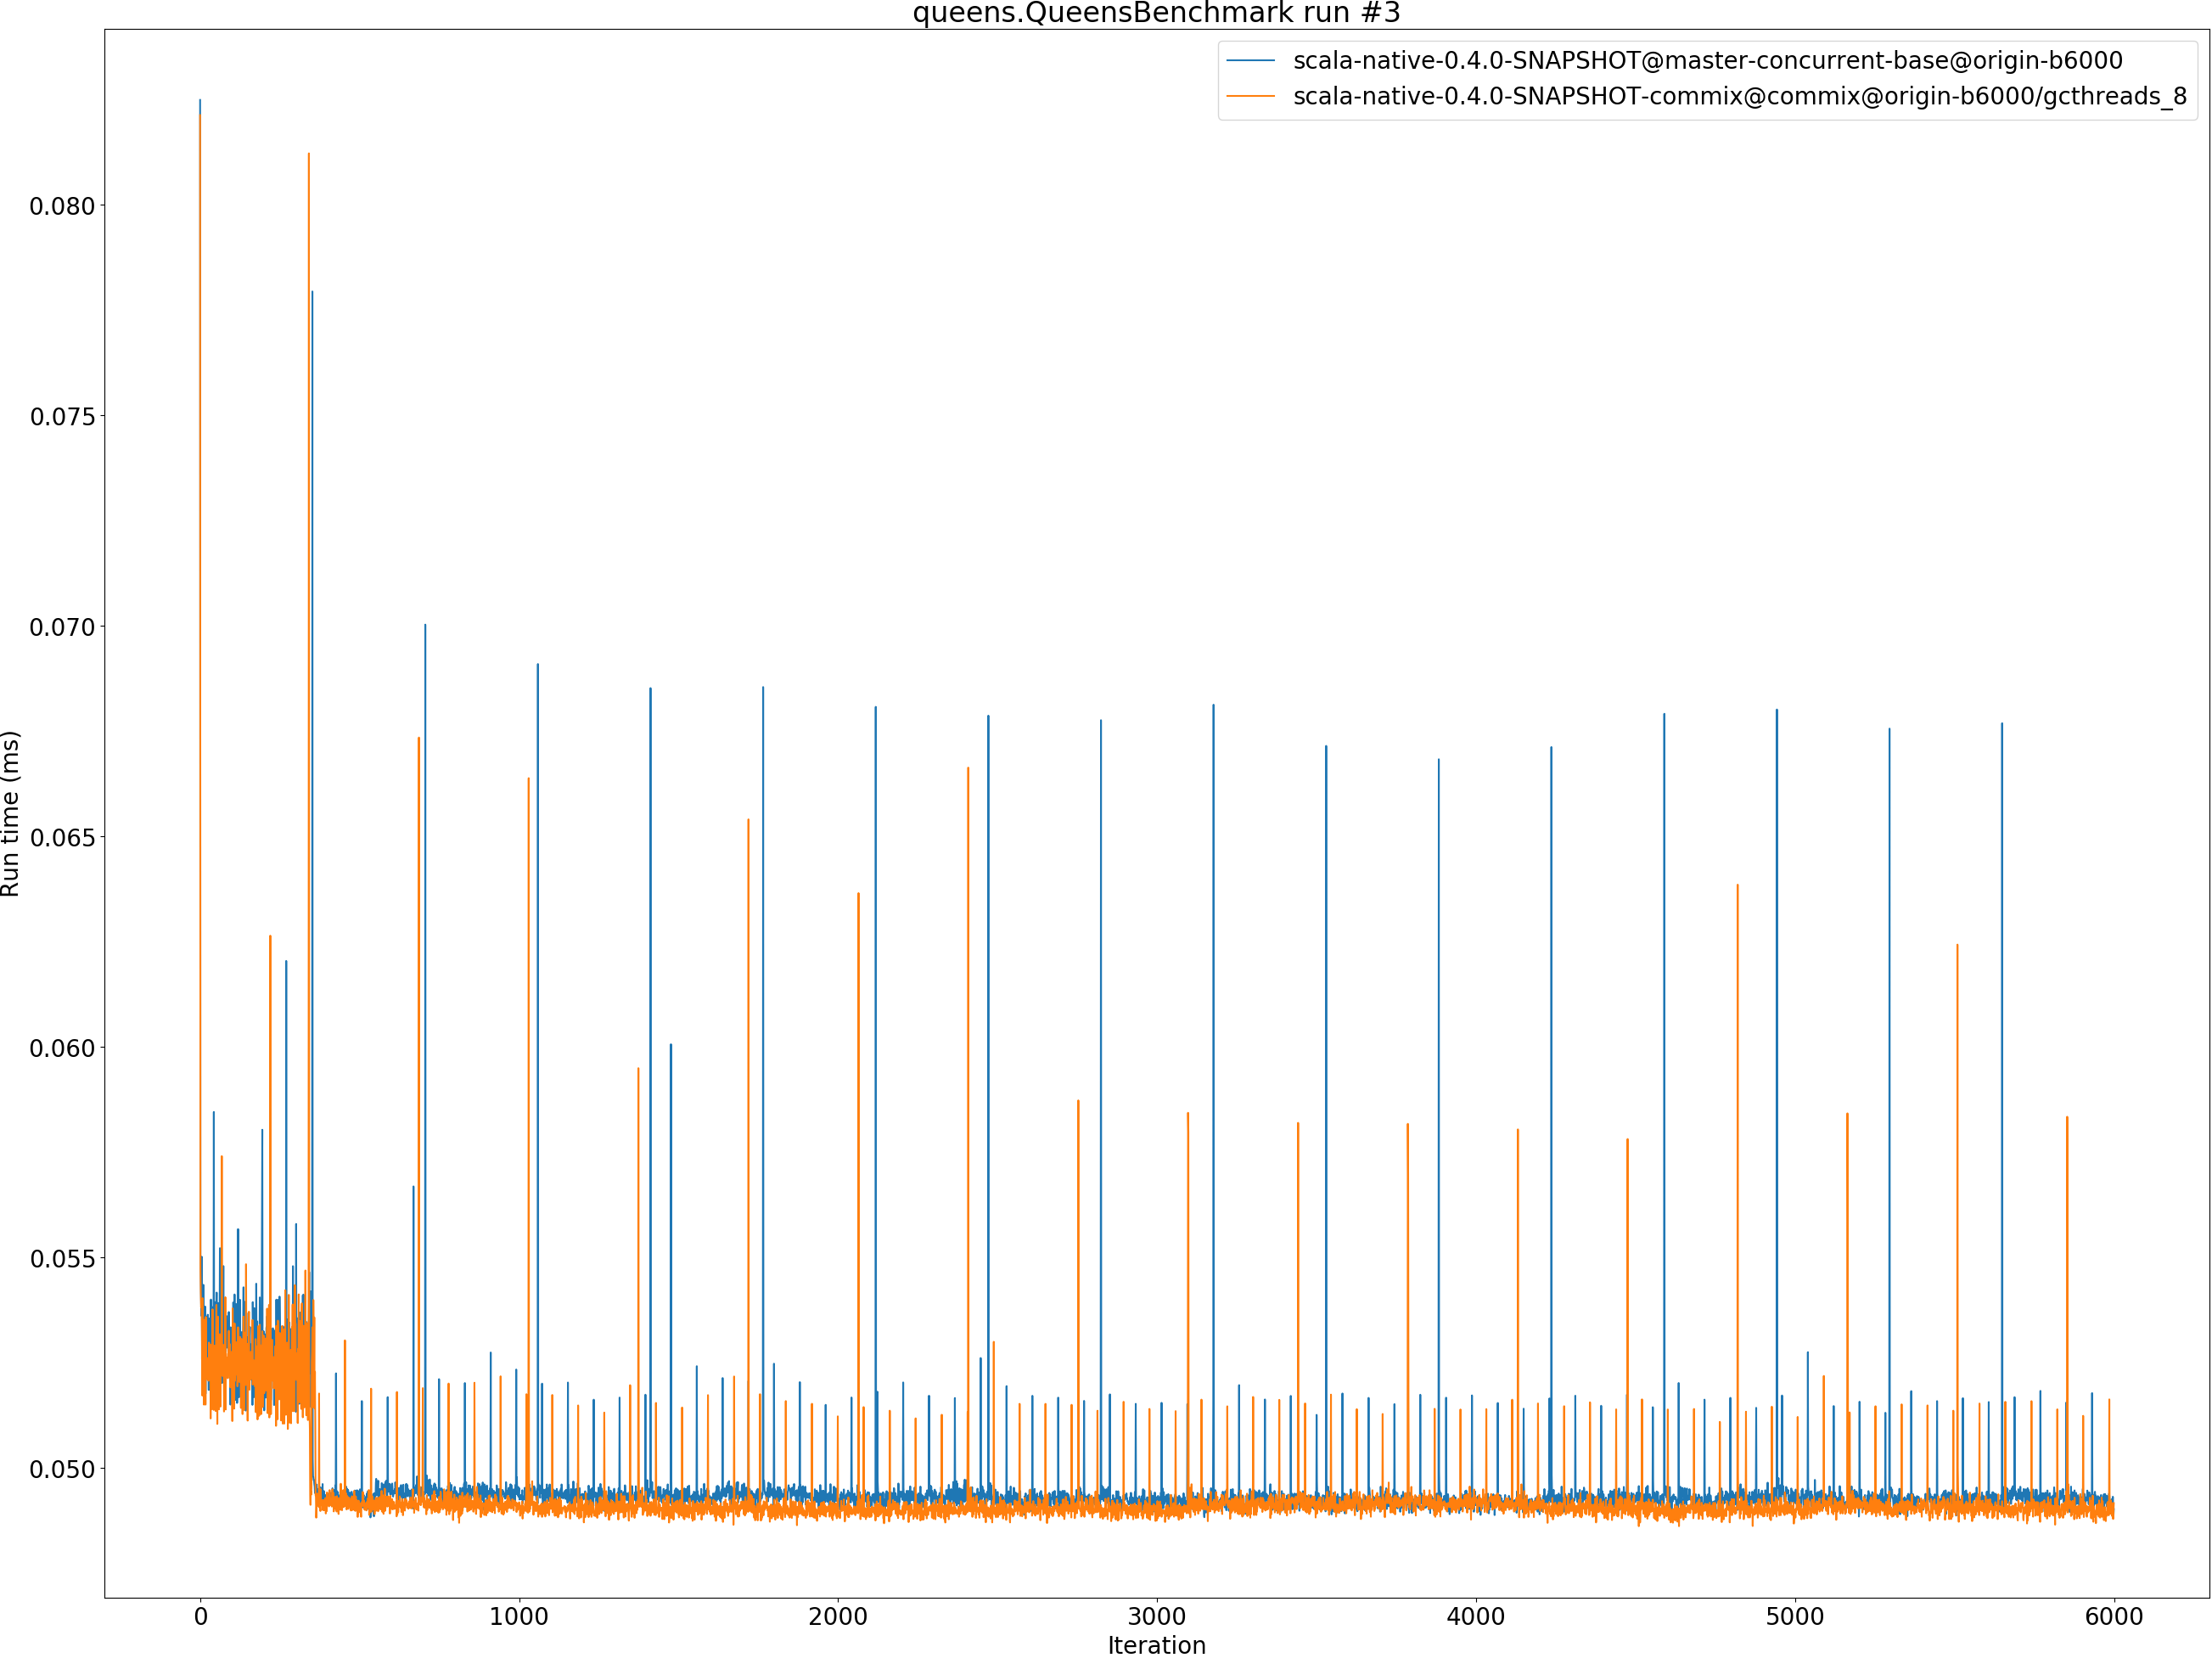 queens.QueensBenchmark run #3
scala-native-0.4.0-SNAPSHOT@master-concurrent-base@origin-b6000
scala-native-0.4.0-SNAPSHOT-commix@commix@origin-b6000/gcthreads_8
Run time (ms)
0.080
0.075
0.070
0.065
0.060
0.055
0.050
0 1000 2000 3000 4000 5000 6000
Iteration